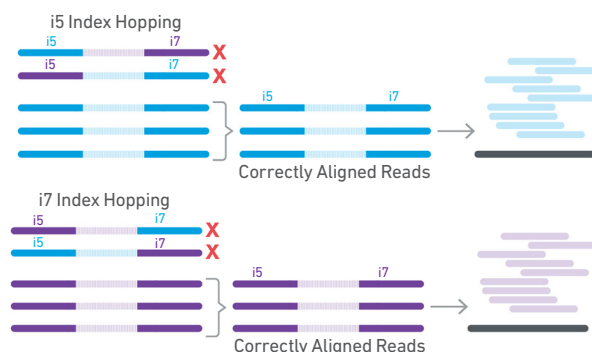 i5 Index Hopping
i5 i7
X
i5 i7
X
i5 i7
Correctly Aligned Reads
i7 Index Hopping
i5 i7
X
i5 i7
X
i5 i7
Correctly Aligned Reads